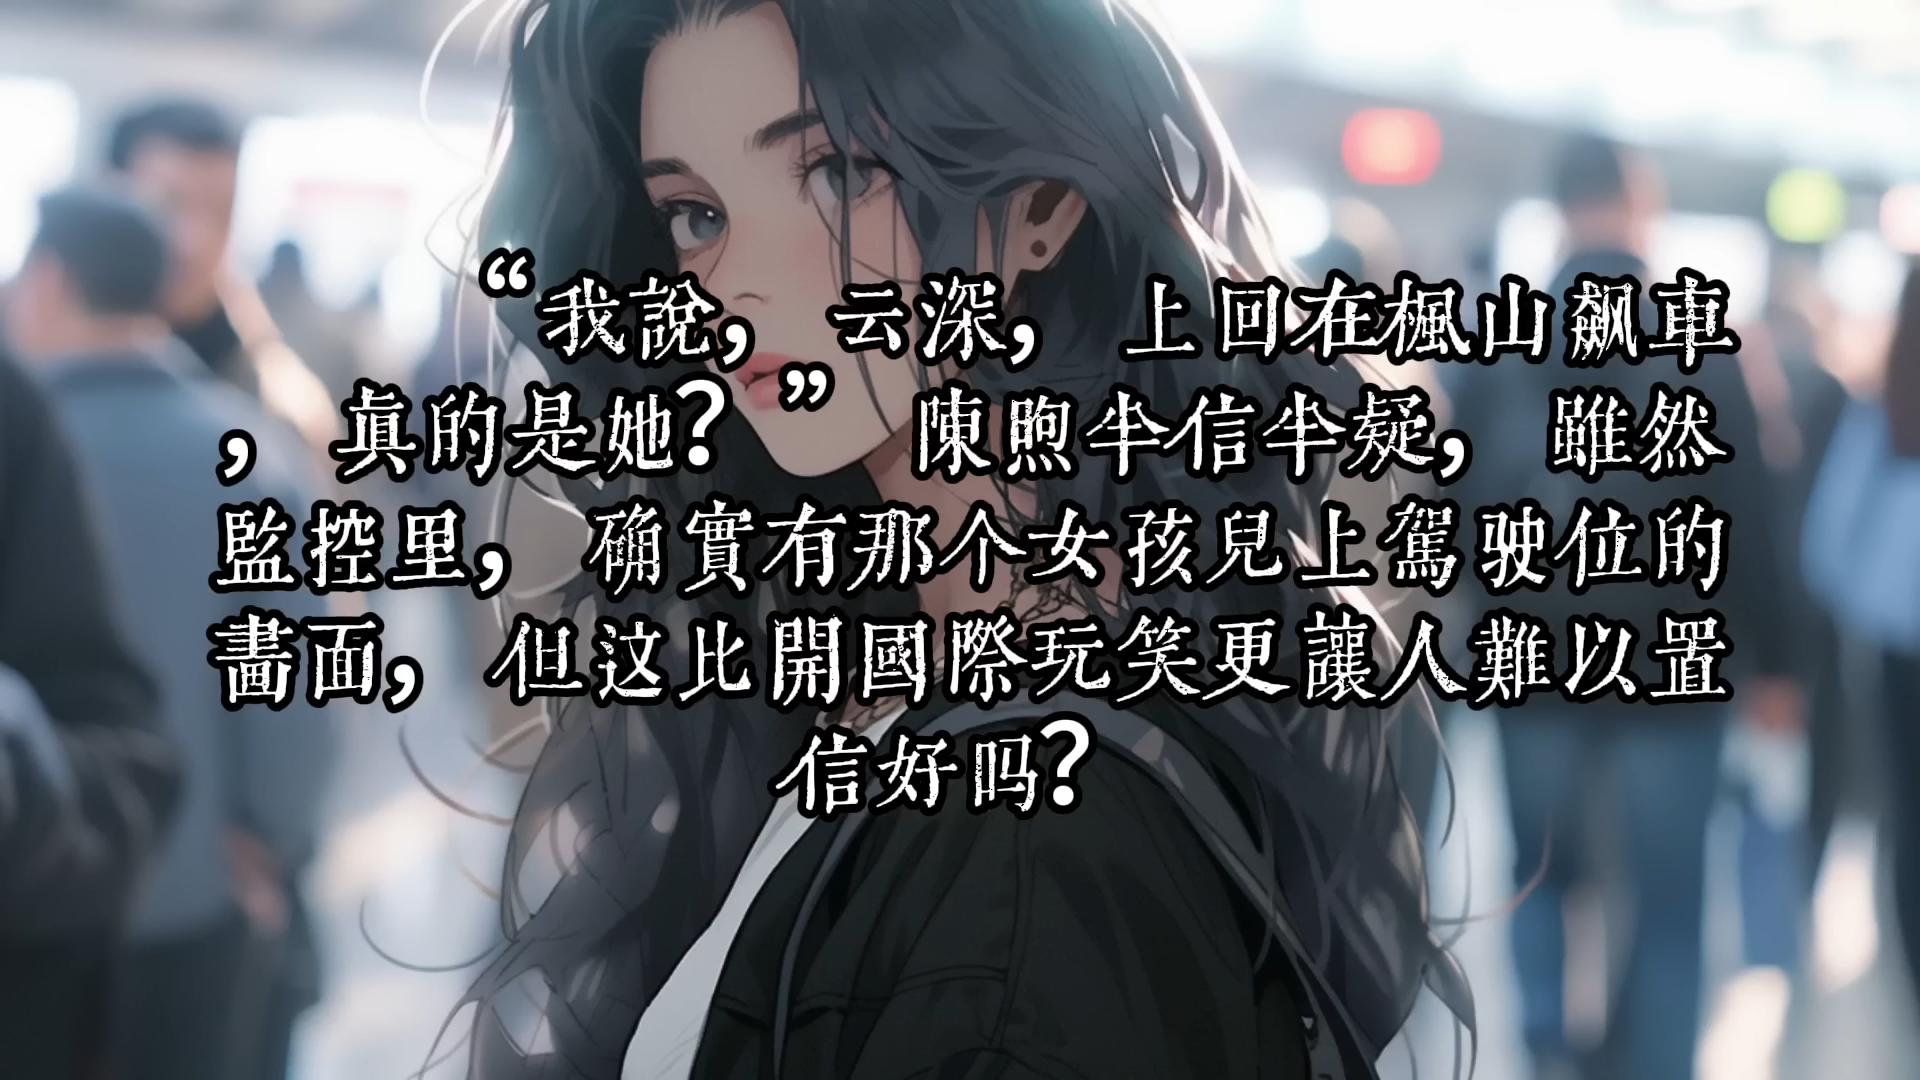 “我說，云深，上回在楓山飙車
，真的是她？”陳煦半信半疑，雖然
監控里，确實有那个女孩兒上駕驶位的
畫面，但这比開國際玩笑更讓人難以置
信好吗？